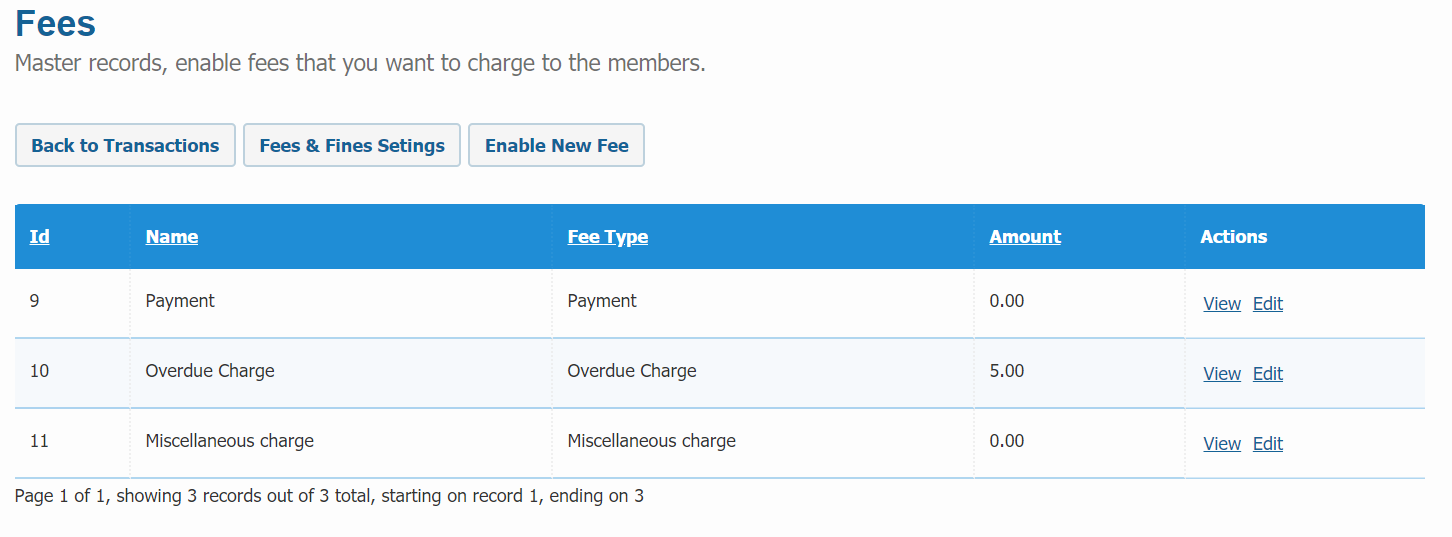 Fees
Master records, enable fees that you want to charge to the members.
Back to Transactions Fees & Fines Setings Enable New Fee
Id Name Fee Type Amount Actions
9 Payment Payment 0.00 View Edit
10 Overdue Charge Overdue Charge 5.00 View Edit
11 Miscellaneous charge Miscellaneous charge 0.00 View Edit
Page 1 of 1, showing 3 records out of 3 total, starting on record 1, ending on 3